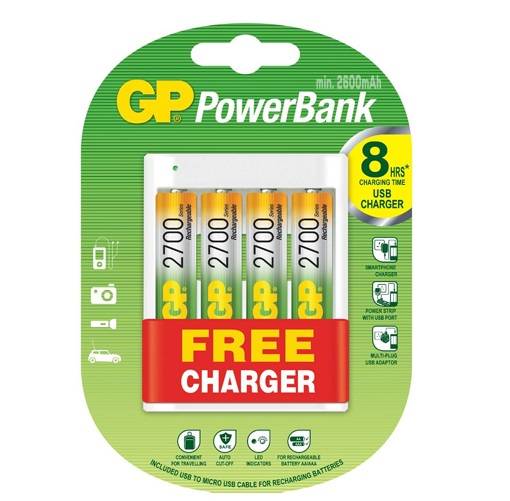 min. 2600mAh
GP® PowerBank
8 HRS*
CHARGING TIME
USB
CHARGER
GP 2700 Series Rechargeable
GP 2700 Series Rechargeable
GP 2700 Series Rechargeable
GP 2700 Series Rechargeable
SMARTPHONE
CHARGER
POWER STRIP
WITH USB PORT
MULTI-PLUG
USB ADAPTOR
FREE
CHARGER
SAFE
AA
AAA
CONVENIENT
FOR TRAVELLING
AUTO
CUT-OFF
LED
INDICATORS
FOR RECHARGEABLE
BATTERY AA/AAA
INCLUDED USB TO MICRO USB CABLE FOR RECHARGING BATTERIES